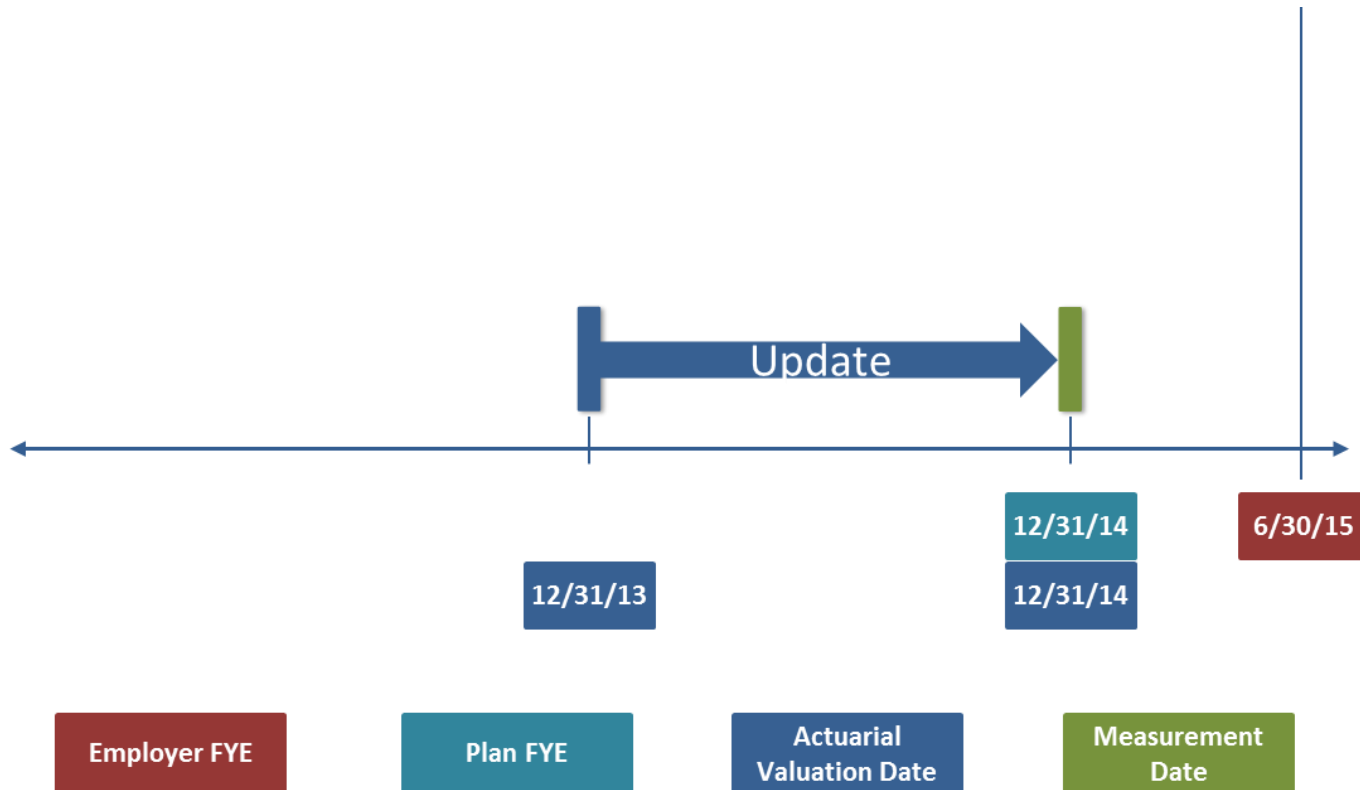 Update
12/31/14
6/30/15
12/31/13
12/31/14
Employer FYE
Plan FYE
Actuarial
Valuation Date
Measurement
Date